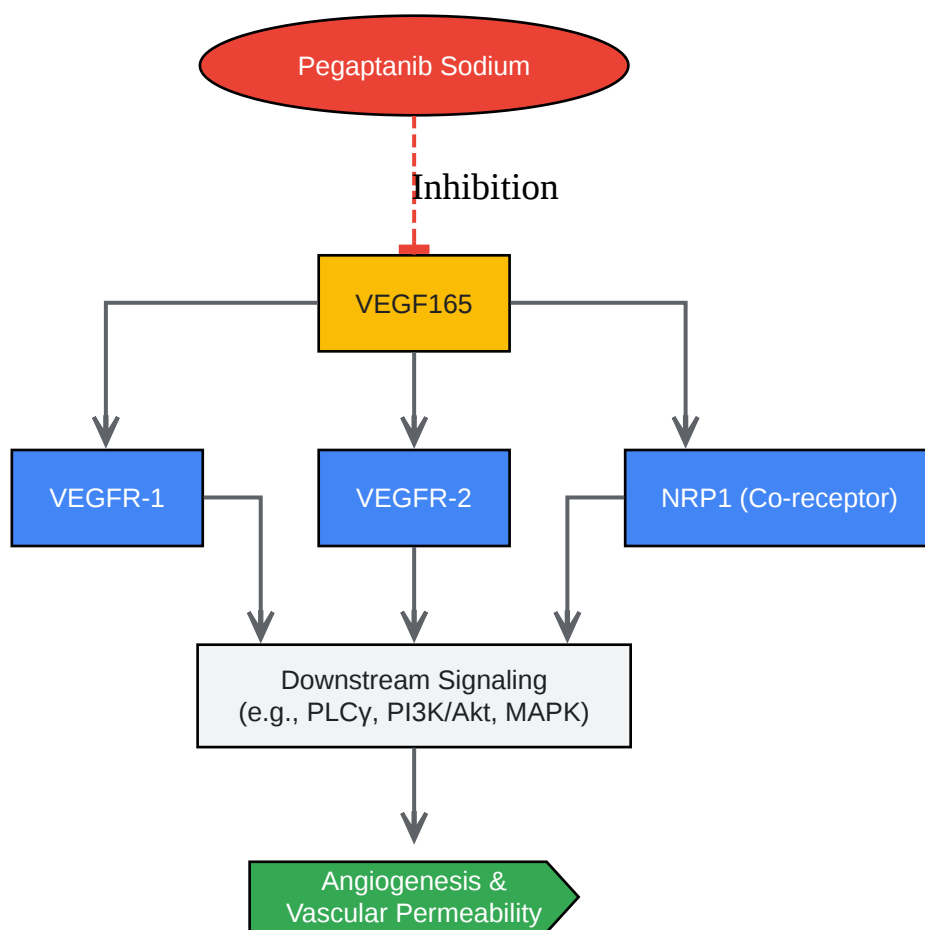 Pegaptanib Sodium
Inhibition
VEGF165
VEGFR-1
VEGFR-2
NRP1 (Co-receptor)
Downstream Signaling
(e.g., PLCγ, PI3K/Akt, MAPK)
Angiogenesis &
Vascular Permeability